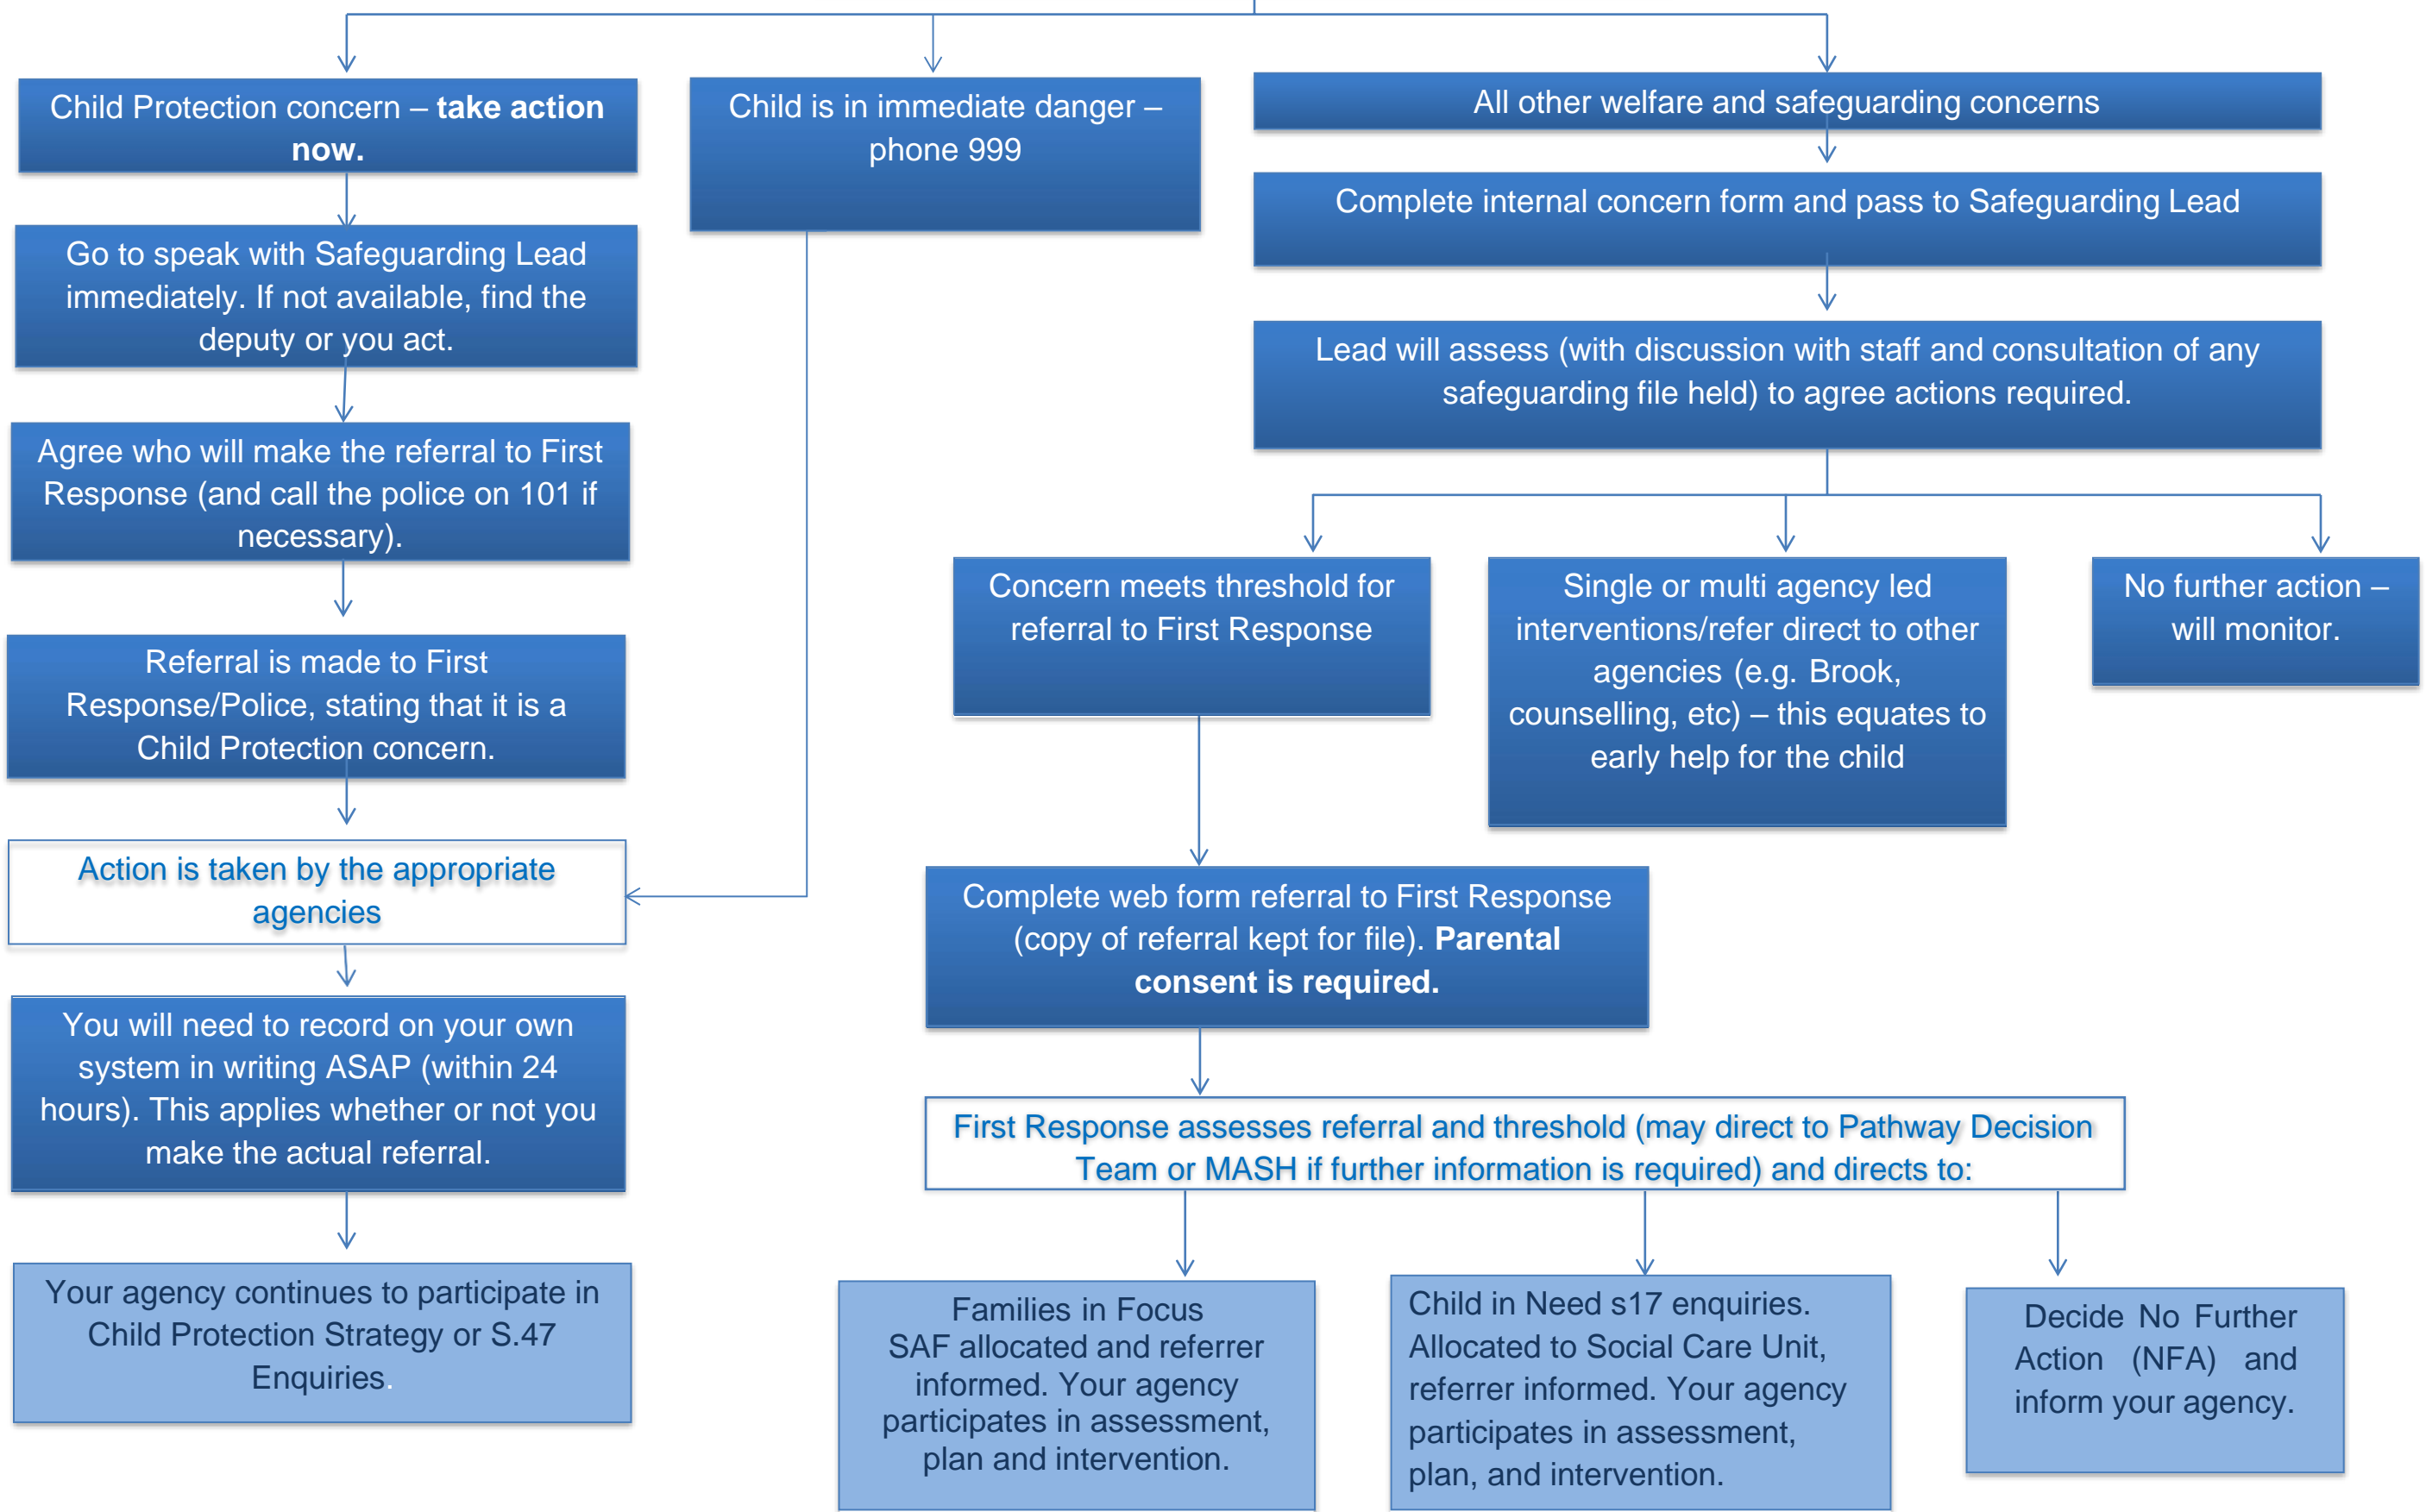 Child Protection concern – take action
now.
Go to speak with Safeguarding Lead
immediately. If not available, find the
deputy or you act.
Agree who will make the referral to First
Response (and call the police on 101 if
necessary).
Referral is made to First
Response/Police, stating that it is a
Child Protection concern.
Action is taken by the appropriate
agencies
You will need to record on your own
system in writing ASAP (within 24
hours). This applies whether or not you
make the actual referral.
Your agency continues to participate in
Child Protection Strategy or S.47
Enquiries.
Child is in immediate danger –
phone 999
All other welfare and safeguarding concerns
Complete internal concern form and pass to Safeguarding Lead
Lead will assess (with discussion with staff and consultation of any
safeguarding file held) to agree actions required.
Concern meets threshold for
referral to First Response
Single or multi agency led
interventions/refer direct to other
agencies (e.g. Brook,
counselling, etc) – this equates to
early help for the child
No further action –
will monitor.
Complete web form referral to First Response
(copy of referral kept for file). Parental
consent is required.
First Response assesses referral and threshold (may direct to Pathway Decision
Team or MASH if further information is required) and directs to:
Families in Focus
SAF allocated and referrer
informed. Your agency
participates in assessment,
plan and intervention.
Child in Need s17 enquiries.
Allocated to Social Care Unit,
referrer informed. Your agency
participates in assessment,
plan, and intervention.
Decide No Further
Action (NFA) and
inform your agency.